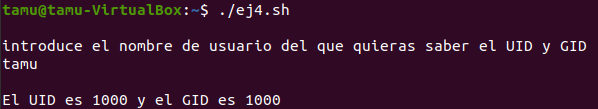 tamu@tamu-VirtualBox:~$ ./ej4.sh
introduce el nombre de usuario del que quieras saber el UID y GID
tamu
El UID es 1000 y el GID es 1000